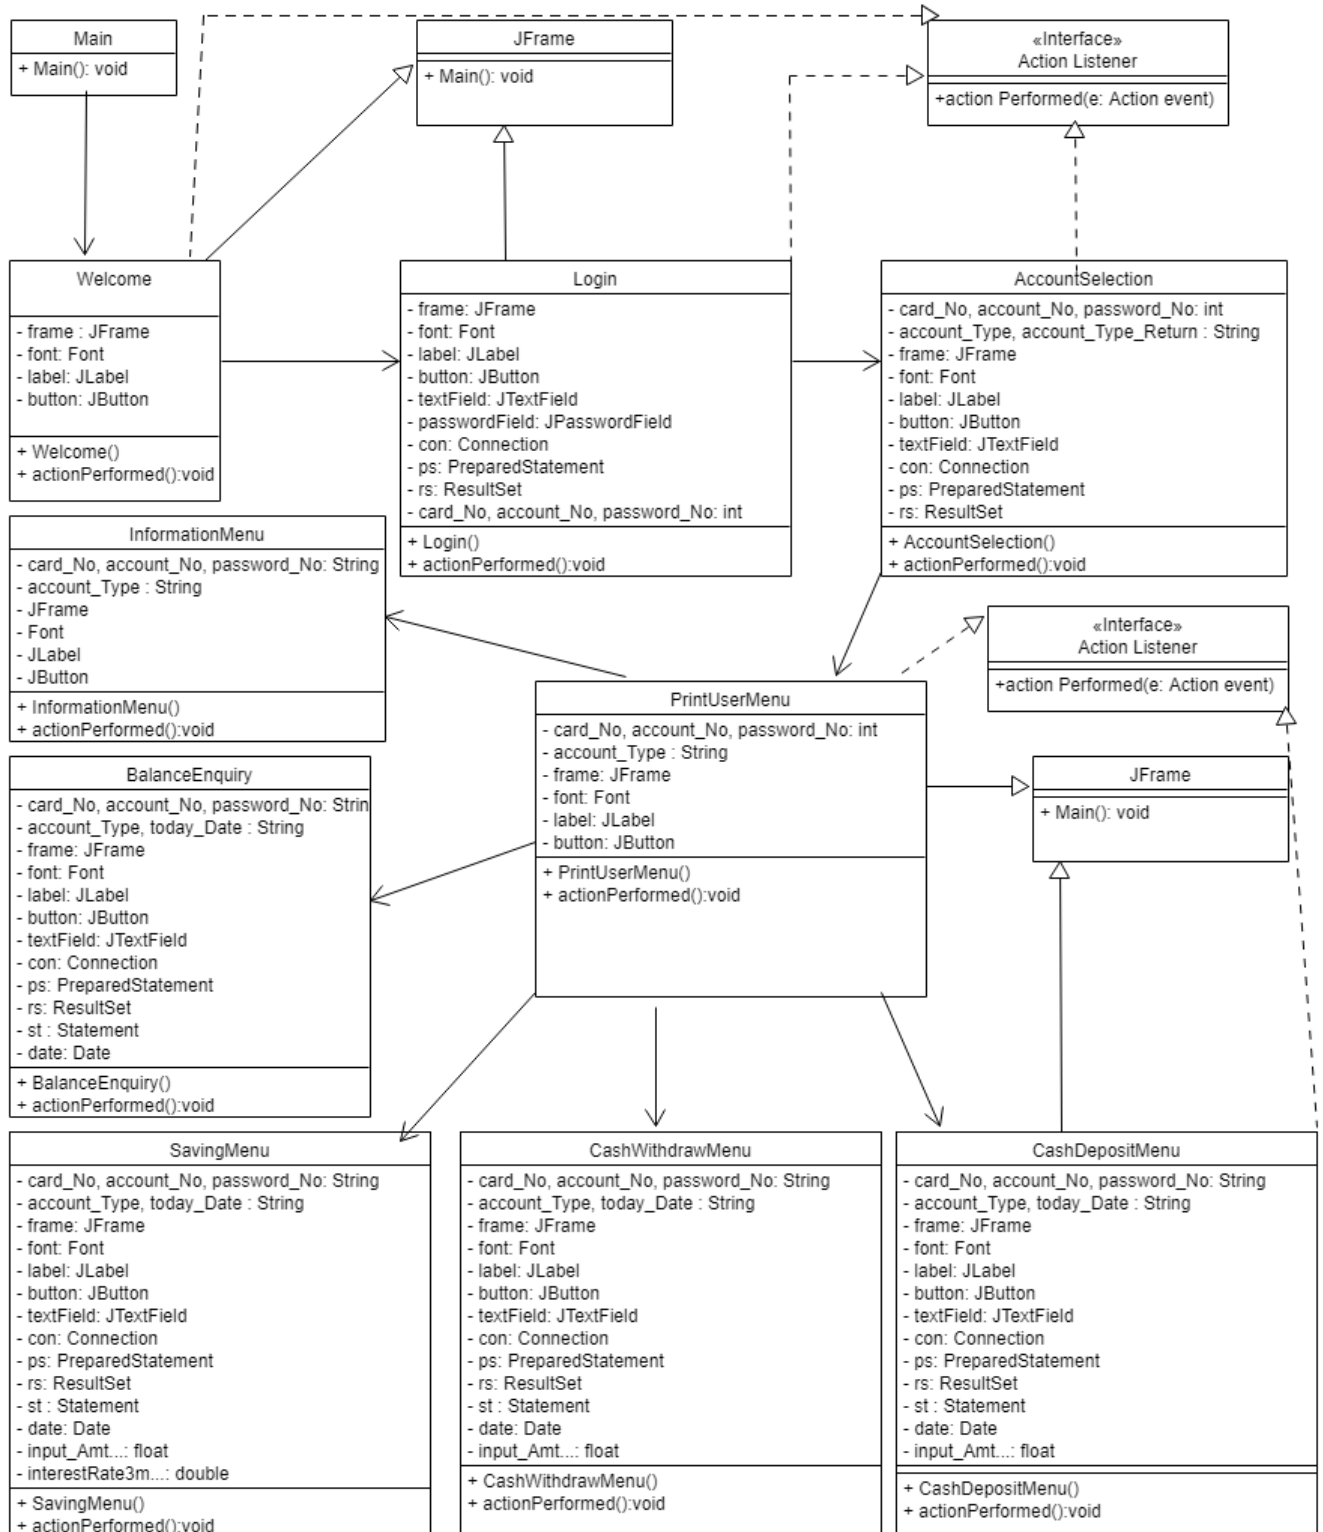 Main
+ Main(): void
JFrame
+ Main(): void
«Interface»
Action Listener
+action Performed(e: Action event)
Welcome
- frame : JFrame
- font: Font
- label: JLabel
- button: JButton
+ Welcome()
+ actionPerformed():void
Login
- frame: JFrame
- font: Font
- label: JLabel
- button: JButton
- textField: JTextField
- passwordField: JPasswordField
- con: Connection
- ps: PreparedStatement
- rs: ResultSet
- card_No, account_No, password_No: int
+ Login()
+ actionPerformed():void
AccountSelection
- card_No, account_No, password_No: int
- account_Type, account_Type_Return : String
- frame: JFrame
- font: Font
- label: JLabel
- button: JButton
- textField: JTextField
- con: Connection
- ps: PreparedStatement
- rs: ResultSet
+ AccountSelection()
+ actionPerformed():void
InformationMenu
- card_No, account_No, password_No: String
- account_Type : String
- JFrame
- Font
- JLabel
- JButton
+ InformationMenu()
+ actionPerformed():void
«Interface»
Action Listener
+action Performed(e: Action event)
PrintUserMenu
- card_No, account_No, password_No: int
- account_Type : String
- frame: JFrame
- font: Font
- label: JLabel
- button: JButton
+ PrintUserMenu()
+ actionPerformed():void
JFrame
+ Main(): void
BalanceEnquiry
- card_No, account_No, password_No: Strin
- account_Type, today_Date : String
- frame: JFrame
- font: Font
- label: JLabel
- button: JButton
- textField: JTextField
- con: Connection
- ps: PreparedStatement
- rs: ResultSet
- st : Statement
- date: Date
+ BalanceEnquiry()
+ actionPerformed():void
SavingMenu
- card_No, account_No, password_No: String
- account_Type, today_Date : String
- frame: JFrame
- font: Font
- label: JLabel
- button: JButton
- textField: JTextField
- con: Connection
- ps: PreparedStatement
- rs: ResultSet
- st : Statement
- date: Date
- input_Amt...: float
- interestRate3m...: double
+ SavingMenu()
+ actionPerformed():void
CashWithdrawMenu
- card_No, account_No, password_No: String
- account_Type, today_Date : String
- frame: JFrame
- font: Font
- label: JLabel
- button: JButton
- textField: JTextField
- con: Connection
- ps: PreparedStatement
- rs: ResultSet
- st : Statement
- date: Date
- input_Amt...: float
+ CashWithdrawMenu()
+ actionPerformed():void
CashDepositMenu
- card_No, account_No, password_No: String
- account_Type, today_Date : String
- frame: JFrame
- font: Font
- label: JLabel
- button: JButton
- textField: JTextField
- con: Connection
- ps: PreparedStatement
- rs: ResultSet
- st : Statement
- date: Date
- input_Amt...: float
+ CashDepositMenu()
+ actionPerformed():void